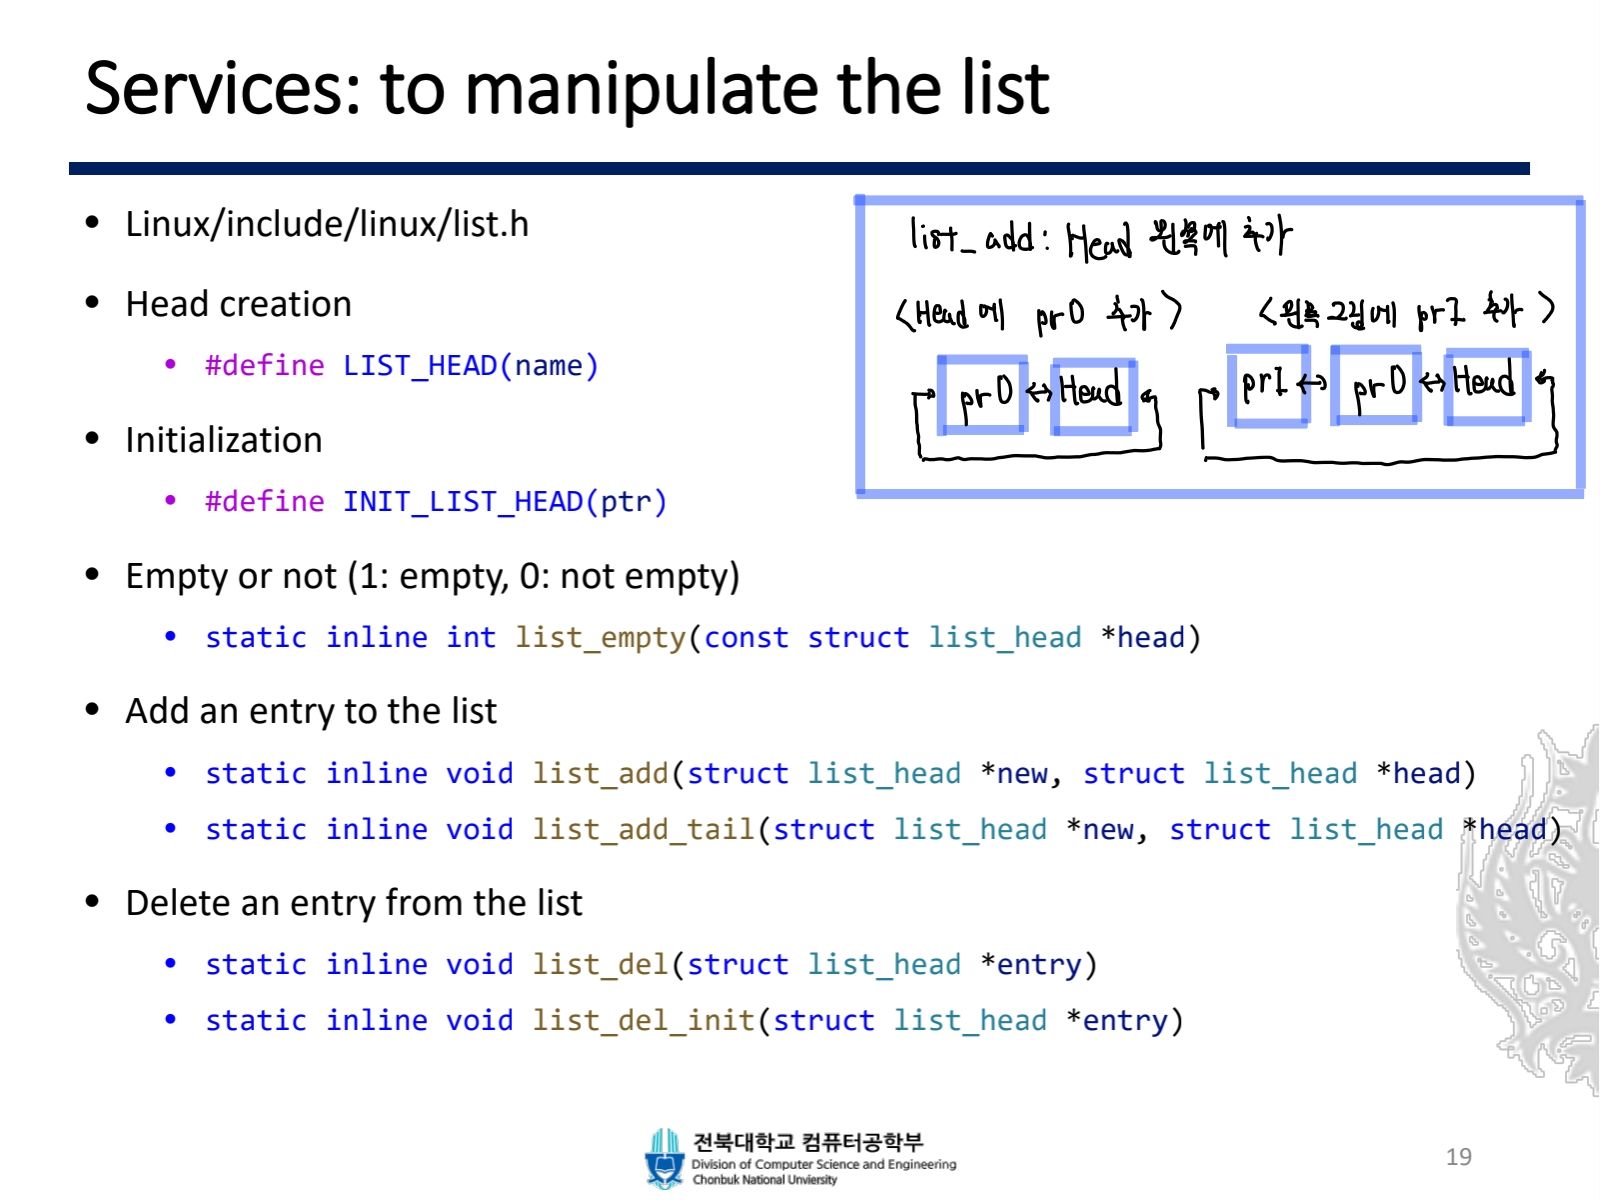 Services: to manipulate the list
• Linux/include/linux/list.h
• Head creation
• #define LIST_HEAD(name)
• Initialization
• #define INIT_LIST_HEAD(ptr)
• Empty or not (1: empty, 0: not empty)
• static inline int list_empty(const struct list_head *head)
• Add an entry to the list
• static inline void list_add(struct list_head *new, struct list_head *head)
• static inline void list_add_tail(struct list_head *new, struct list_head *head)
• Delete an entry from the list
• static inline void list_del(struct list_head *entry)
• static inline void list_del_init(struct list_head *entry)
list_add: Head 왼쪽에 추가
<Head 에 pr0 추가>
pr0 ↔ Head
<왼쪽 그림에 pr1 추가>
pr1 ↔ pr0 ↔ Head
전북대학교 컴퓨터공학부
Division of Computer Science and Engineering
Chonbuk National Unviersity
19